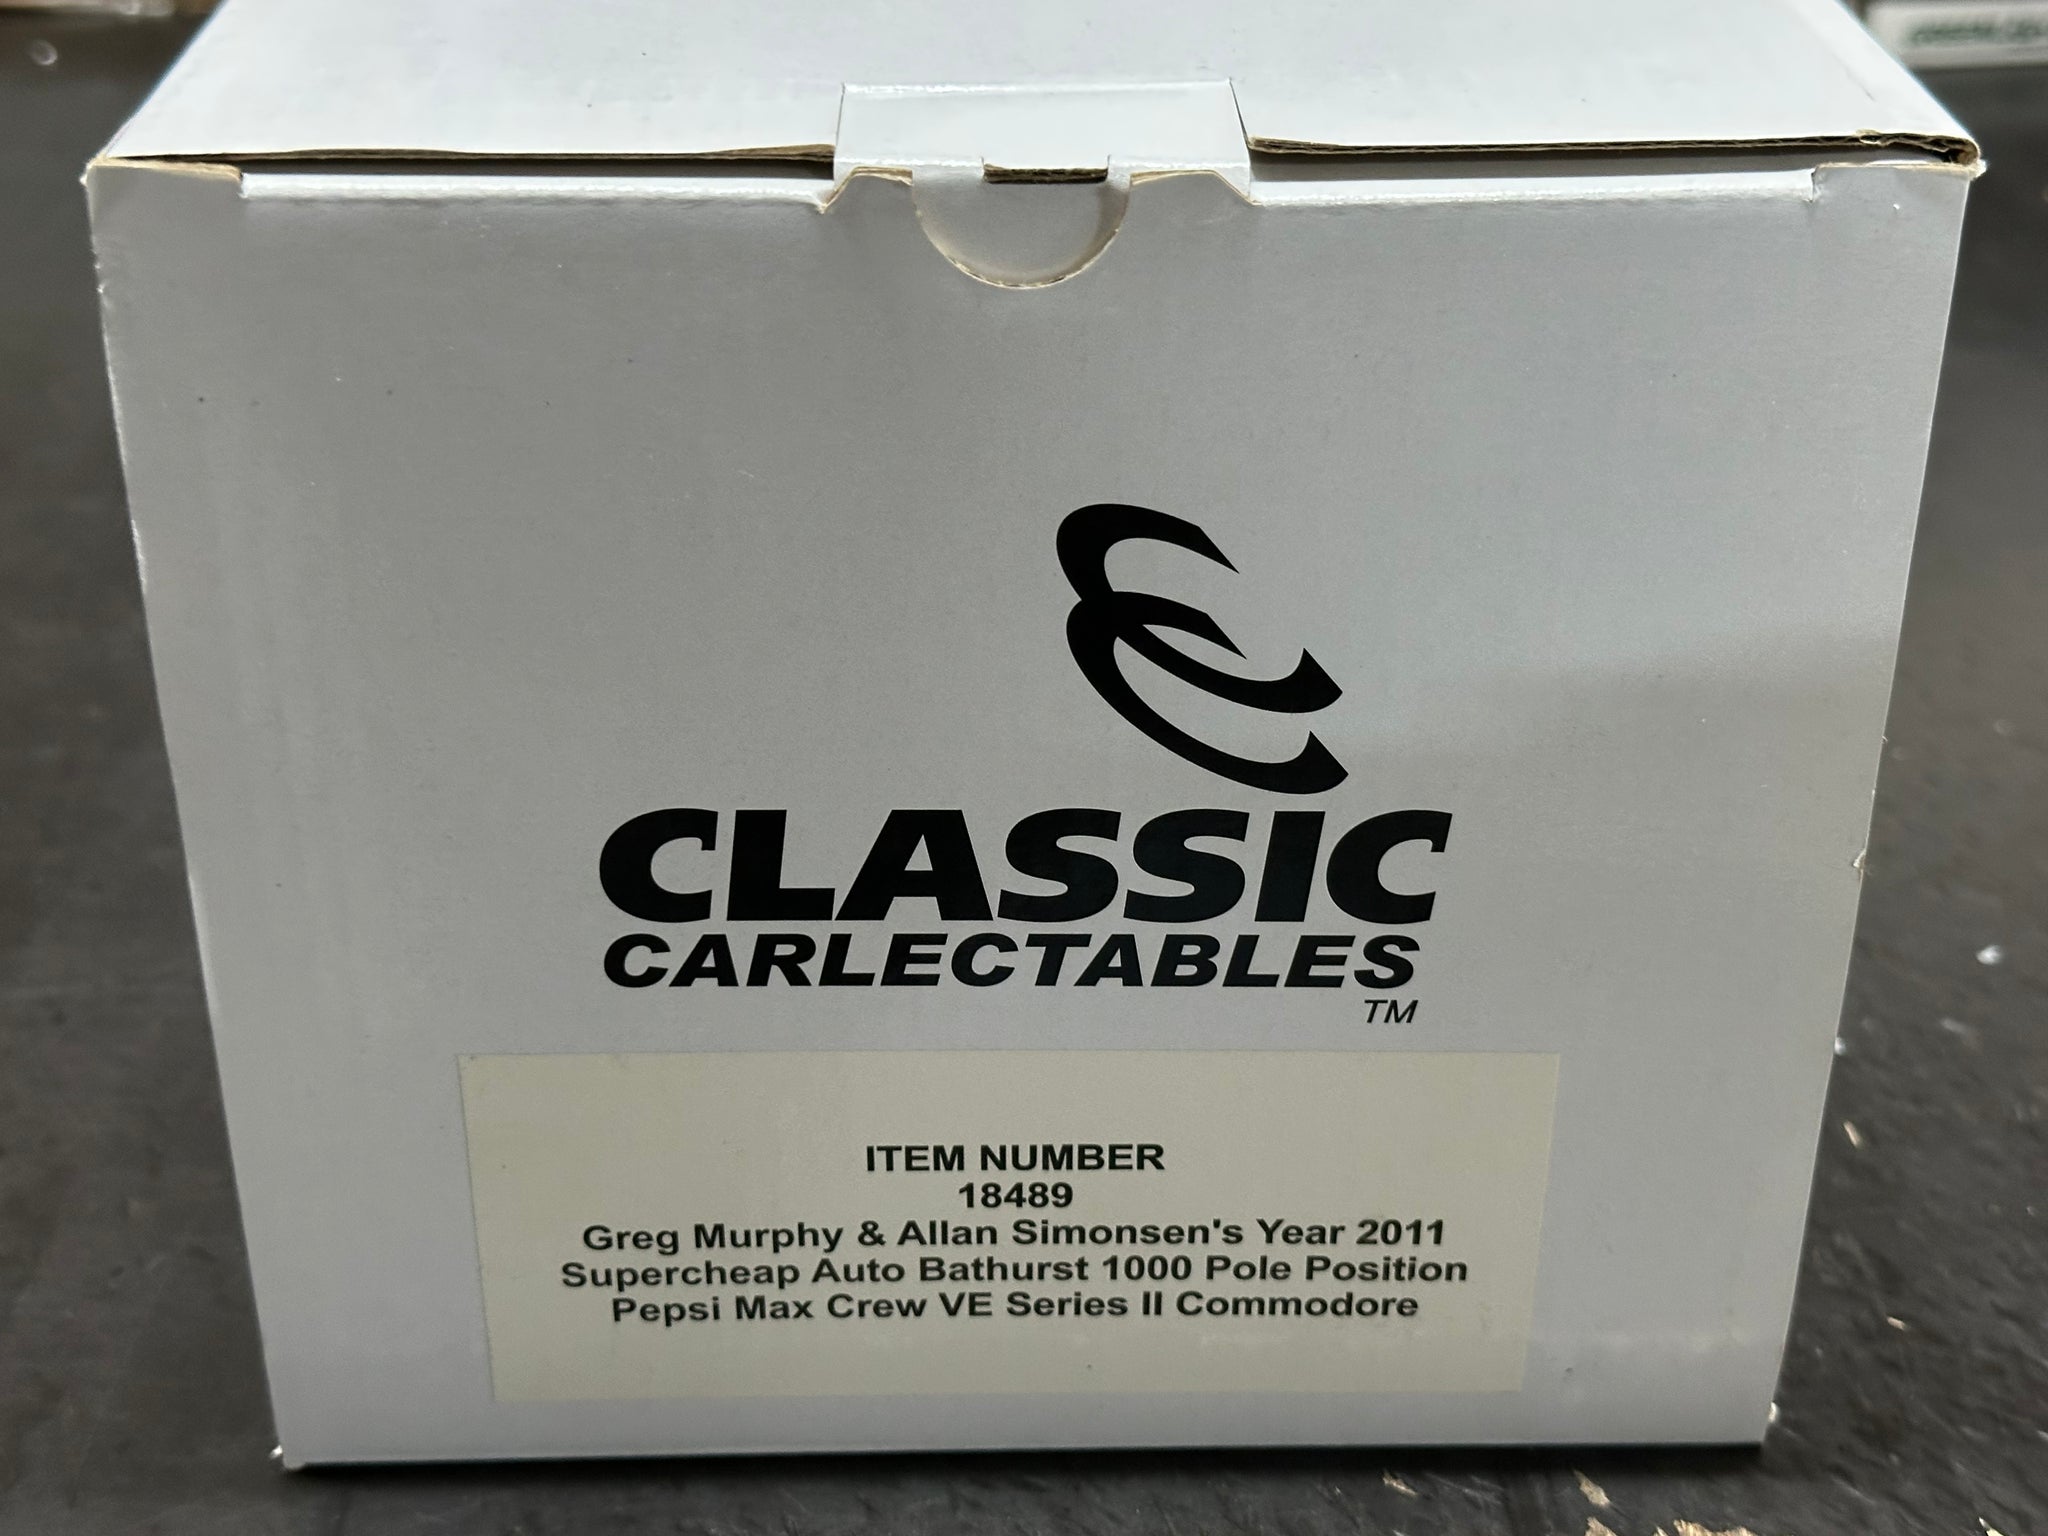 CLASSIC
CARLECTABLES
TM
ITEM NUMBER
18489
Greg Murphy & Allan Simonsen's Year 2011
Supercheap Auto Bathurst 1000 Pole Position
Pepsi Max Crew VE Series II Commodore